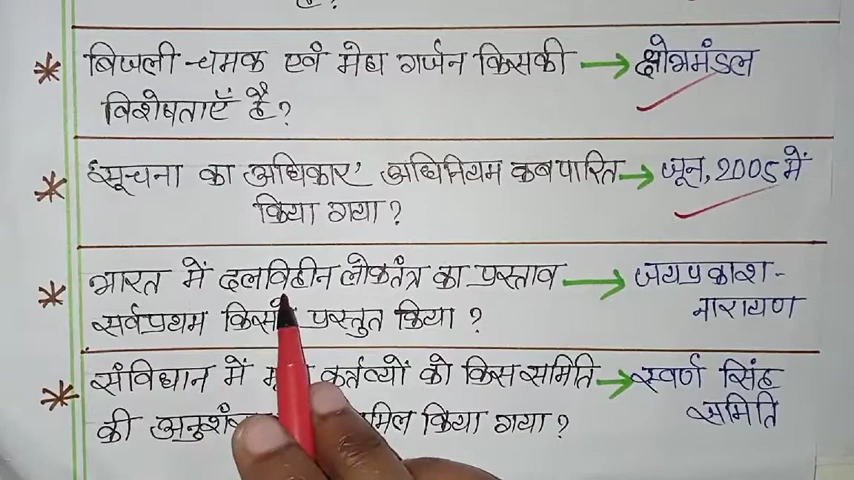 है?
* बिजली-चमक एवं मेघ गर्जन किसकी → क्षोभमंडल
विशेषताएँ है?
* 'सूचना का अधिकार' अधिनियम कब पारित → जून, 2005 में
किया गया?
* भारत में दलविहीन लोकतंत्र का प्रस्ताव → जयप्रकाश-
सर्वप्रथम किसने प्रस्तुत किया? नारायण
* संविधान में कर्तव्यों को किस समिति → स्वर्ण सिंह
की किया गया? समिति